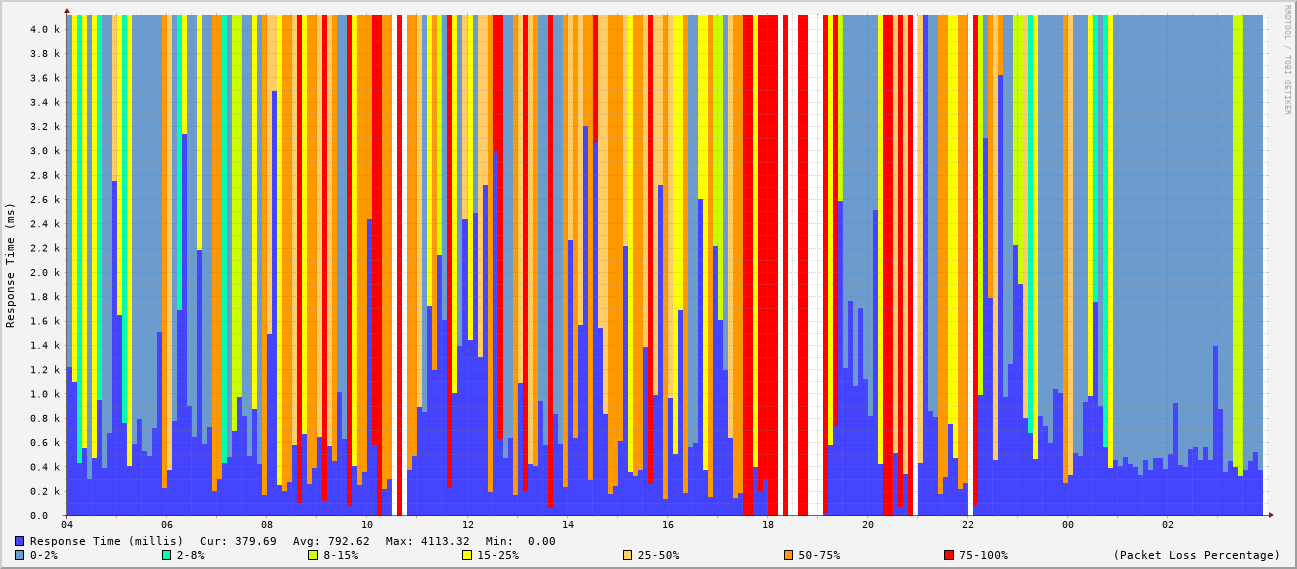 RRDTOOL / TOBI OETIKER
Response Time (ms)
4.0 k
3.8 k
3.6 k
3.4 k
3.2 k
3.0 k
2.8 k
2.6 k
2.4 k
2.2 k
2.0 k
1.8 k
1.6 k
1.4 k
1.2 k
1.0 k
0.8 k
0.6 k
0.4 k
0.2 k
0.0
04 06 08 10 12 14 16 18 20 22 00 02
Response Time (millis) Cur: 379.69 Avg: 792.62 Max: 4113.32 Min: 0.00
0-2% 2-8% 8-15% 15-25% 25-50% 50-75% 75-100% (Packet Loss Percentage)